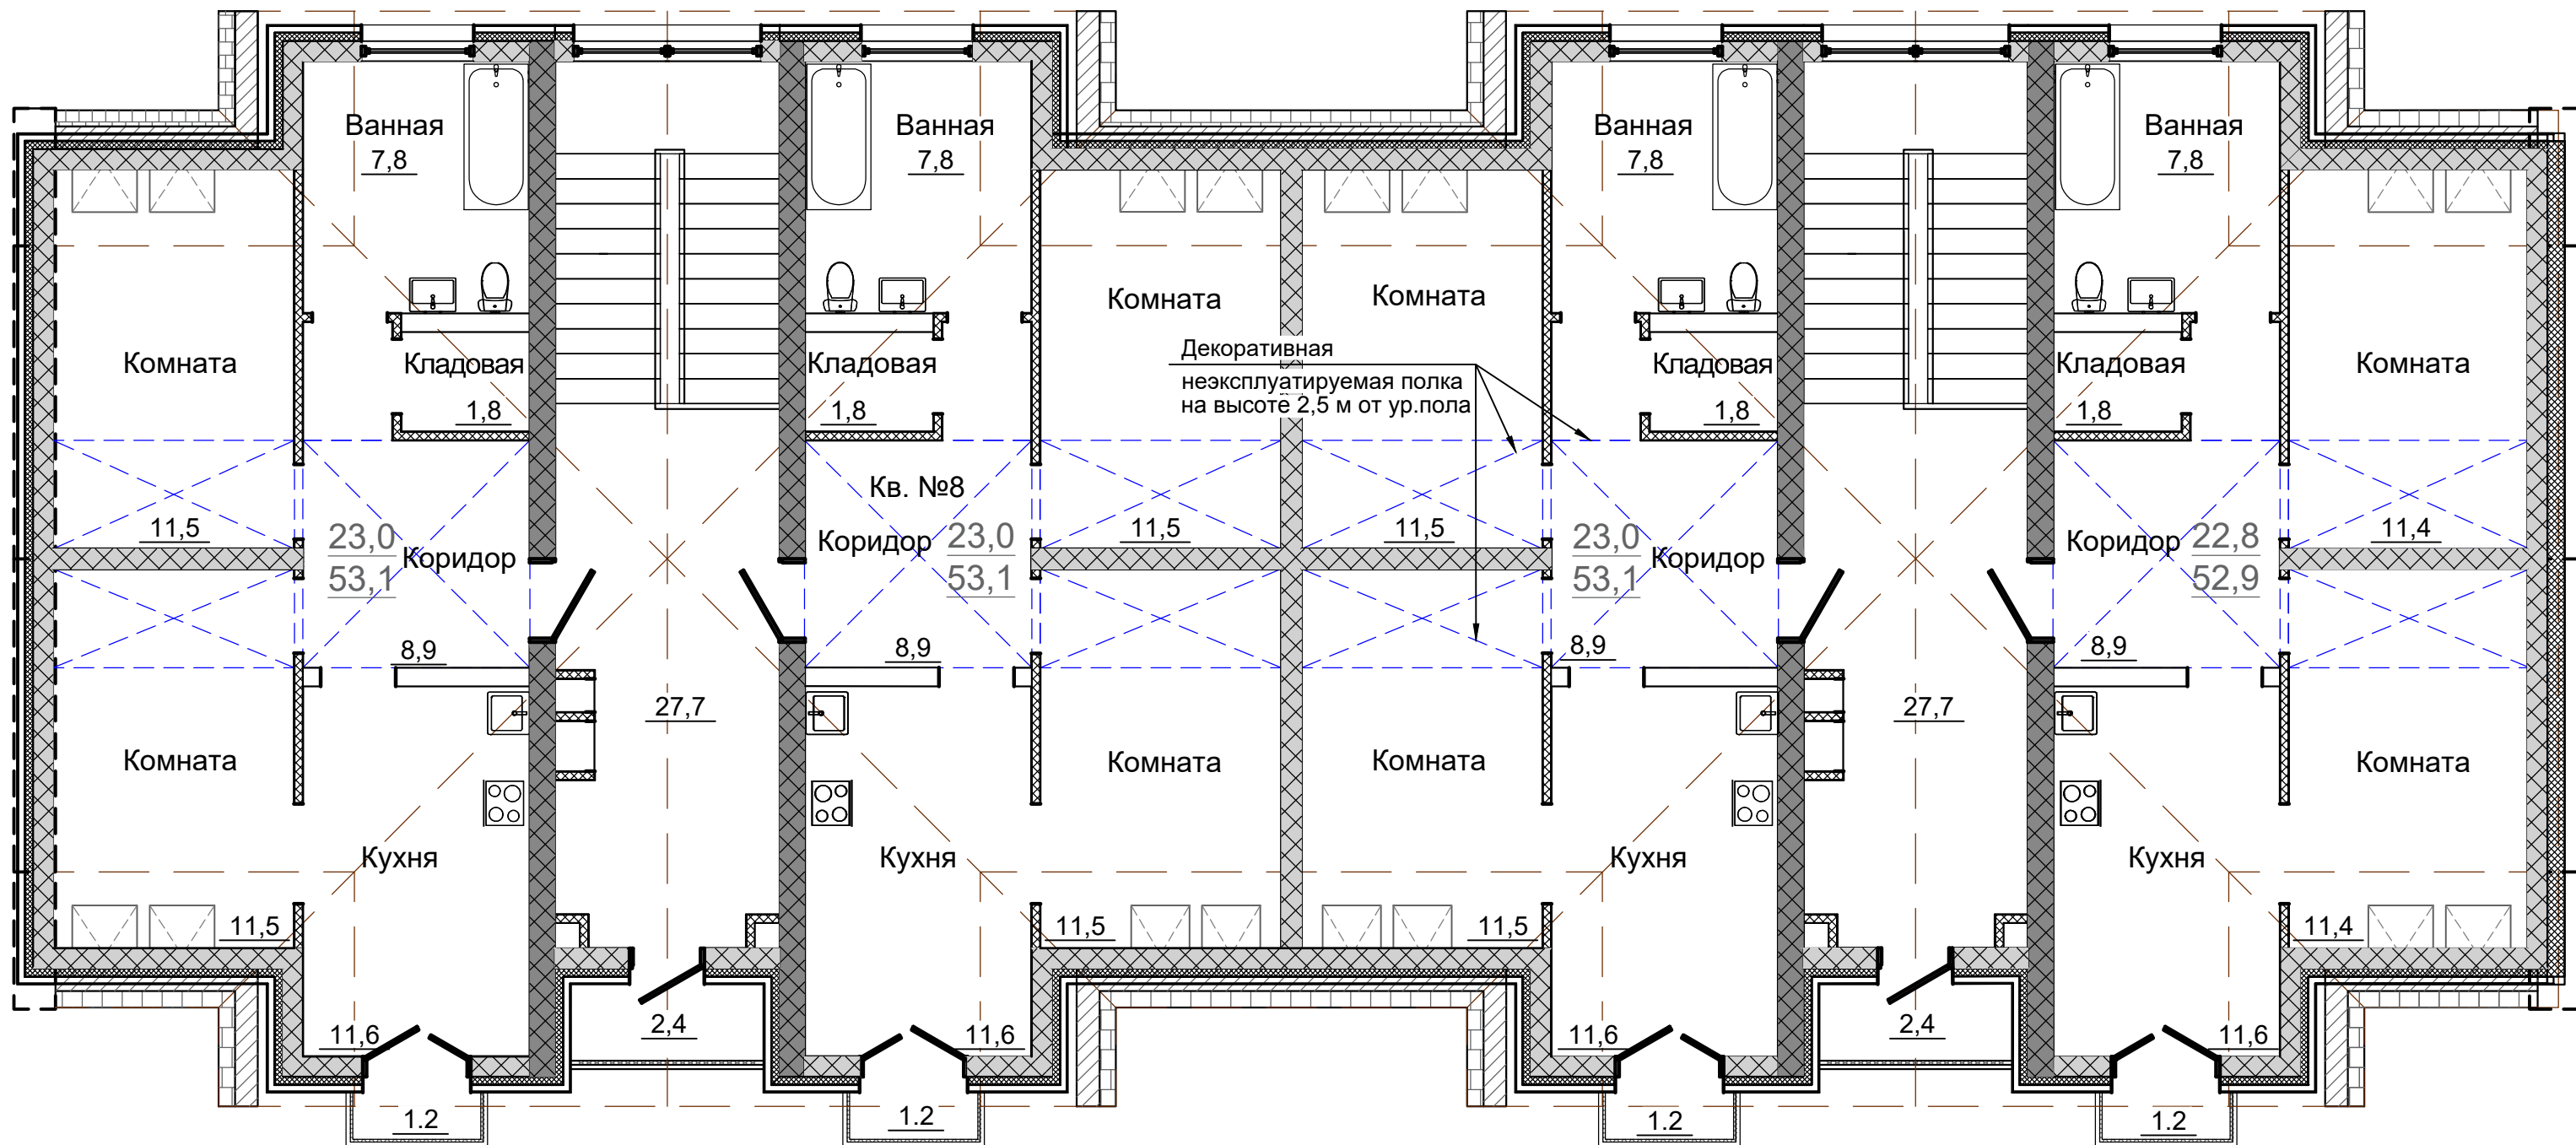 Ванная
7,8
Ванная
7,8
Ванная
7,8
Ванная
7,8
Комната
Кладовая
1,8
Кладовая
1,8
Комната
Комната
Декоративная
неэксплуатируемая полка
на высоте 2,5 м от ур.пола
Кладовая
1,8
Кладовая
1,8
Комната
11,5
23,0
53,1
Коридор
8,9
Кв. №8
Коридор
23,0
53,1
8,9
11,5
11,5
23,0
53,1
Коридор
8,9
Коридор
22,8
52,9
8,9
11,4
27,7
27,7
Комната
11,5
Кухня
11,6
Кухня
11,6
Комната
11,5
Комната
11,5
Кухня
11,6
Кухня
11,6
Комната
11,4
2,4
2,4
1.2
1.2
1.2
1.2